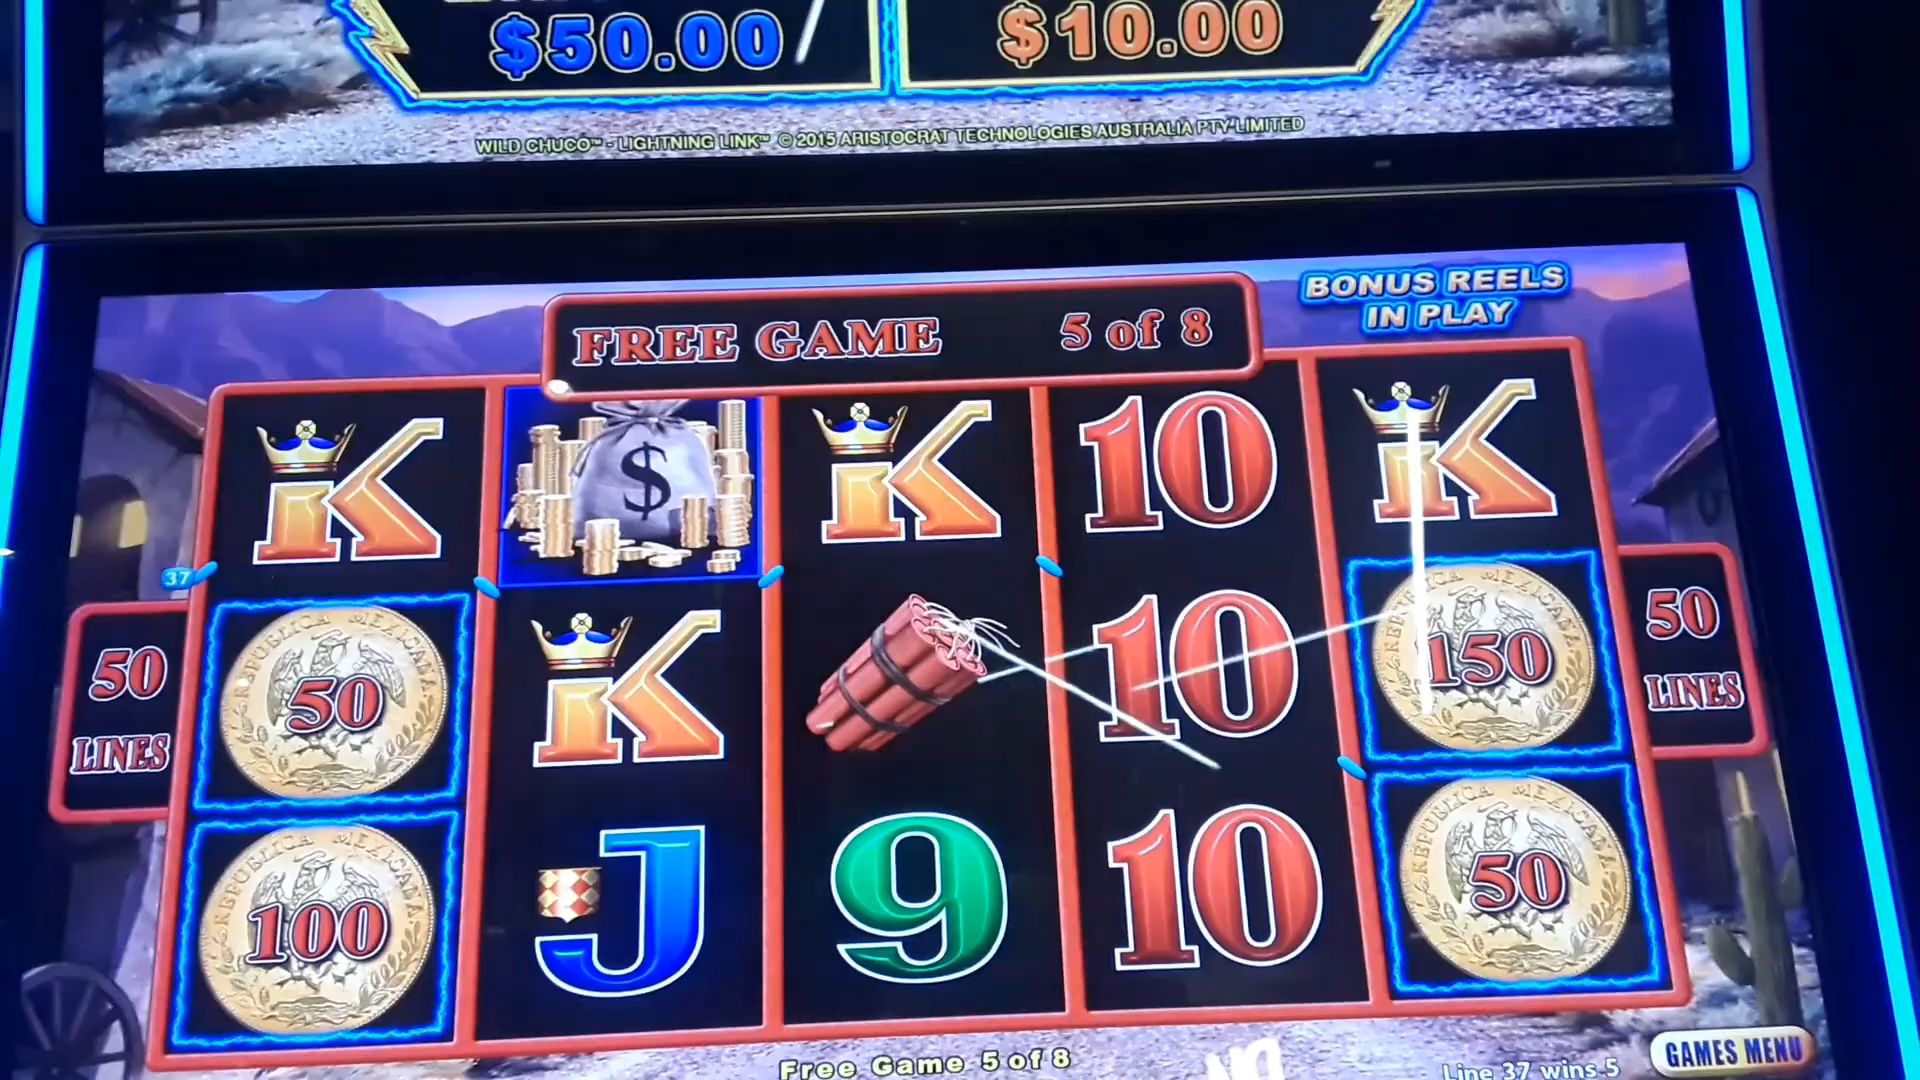 $50.00
$10.00
WILD CHUCO™ - LIGHTNING LINK™ © 2015 ARISTOCRAT TECHNOLOGIES AUSTRALIA PTY LIMITED
BONUS REELS
IN PLAY
FREE GAME 5 of 8
K
$
K
10
K
37
50
LINES
50
K
10
150
50
LINES
100
J
9
10
50
Free Game 5 of 8
Line 37 wins 5
GAMES MENU